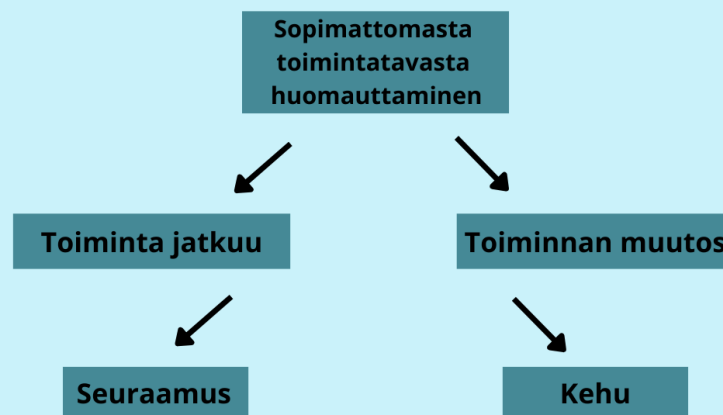 Sopimattomasta
toimintatavasta
huomauttaminen
Toiminta jatkuu
Toiminnan muutos
Seuraamus
Kehu